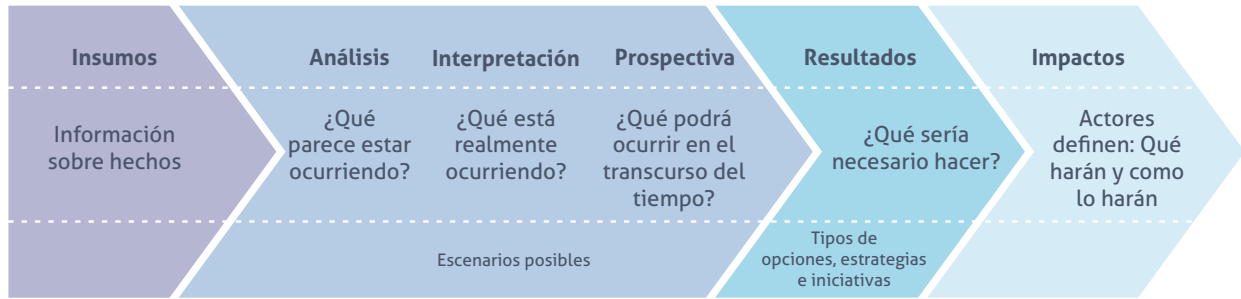 Insumos
Análisis
Interpretación
Prospectiva
Resultados
Impactos
Información
sobre hechos
¿Qué
parece estar
ocurriendo?
¿Qué está
realmente
ocurriendo?
¿Qué podrá
ocurrir en el
transcurso del
tiempo?
¿Qué sería
necesario hacer?
Actores
definen: Qué
harán y como
lo harán
Escenarios posibles
Tipos de
opciones, estrategias
e iniciativas